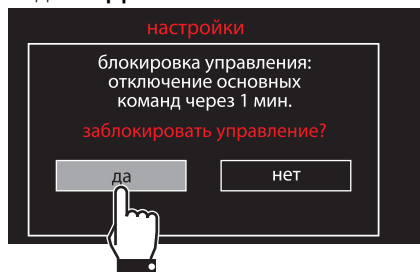 настройки
блокировка управления:
отключение основных
команд через 1 мин.
заблокировать управление?
да
нет